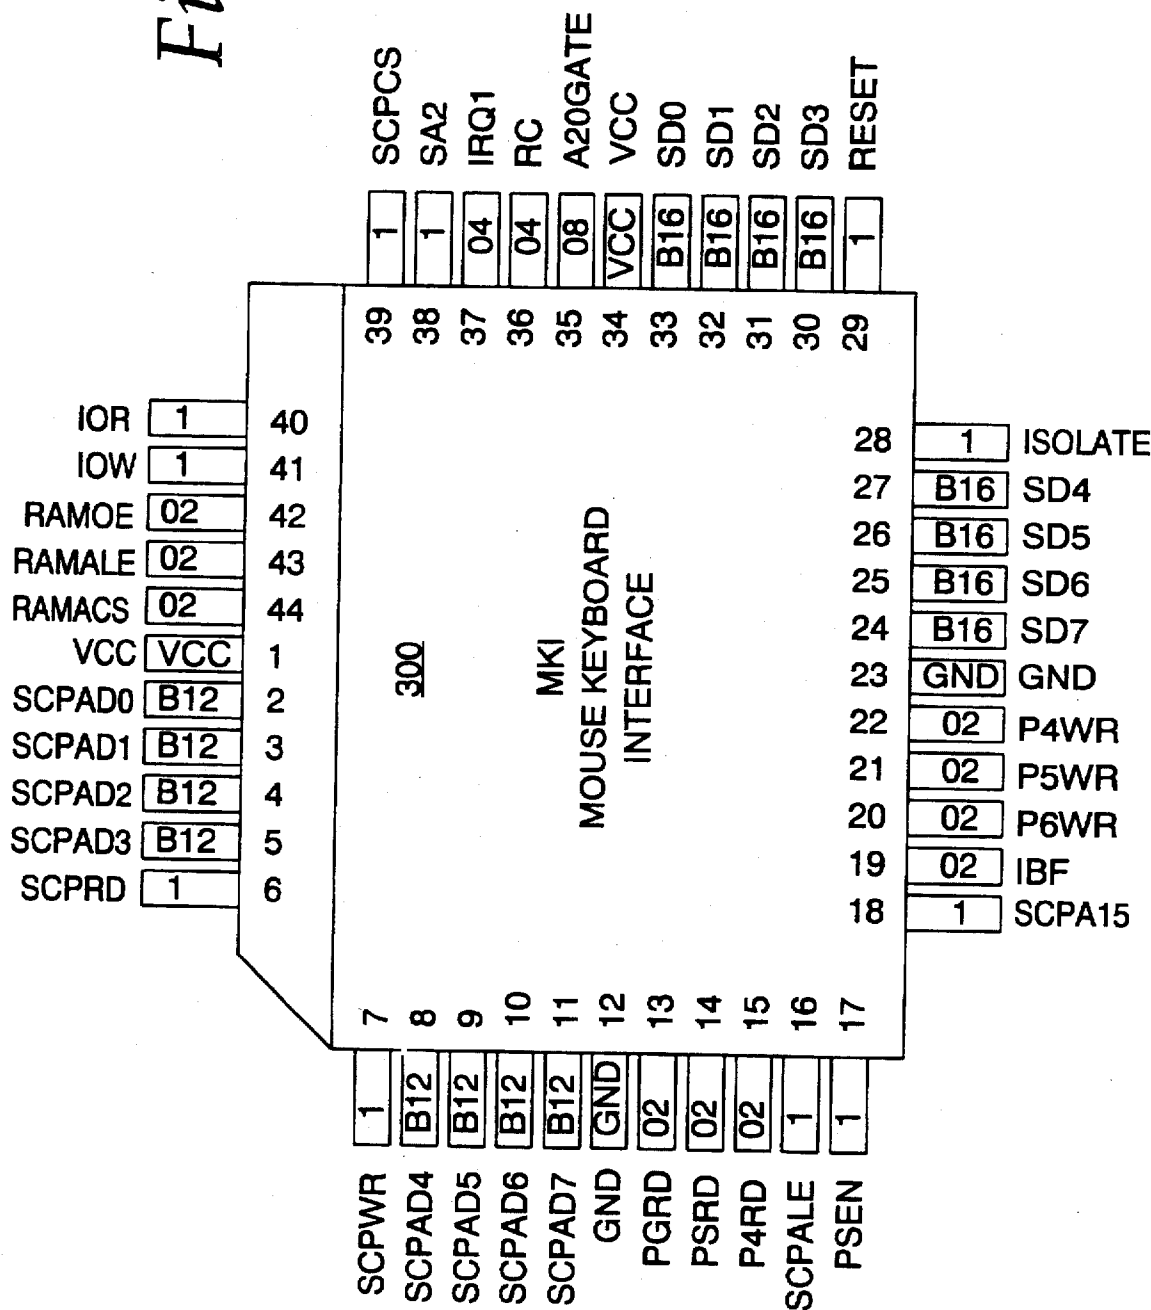 Fi
SCPCS 1 39
SA2 1 38
IRQ1 04 37
RC 04 36
A20GATE 08 35
VCC VCC 34
SD0 B16 33
SD1 B16 32
SD2 B16 31
SD3 B16 30
RESET 1 29
IOR 1 40
IOW 1 41
RAMOE 02 42
RAMALE 02 43
RAMACS 02 44
VCC VCC 1
SCPAD0 B12 2
SCPAD1 B12 3
SCPAD2 B12 4
SCPAD3 B12 5
SCPRD 1 6
300
MKI
MOUSE KEYBOARD
INTERFACE
28 1 ISOLATE
27 B16 SD4
26 B16 SD5
25 B16 SD6
24 B16 SD7
23 GND GND
22 02 P4WR
21 02 P5WR
20 02 P6WR
19 02 IBF
18 1 SCPA15
7 1 SCPWR
8 B12 SCPAD4
9 B12 SCPAD5
10 B12 SCPAD6
11 B12 SCPAD7
12 GND GND
13 02 PGRD
14 02 PSRD
15 02 P4RD
16 1 SCPALE
17 1 PSEN